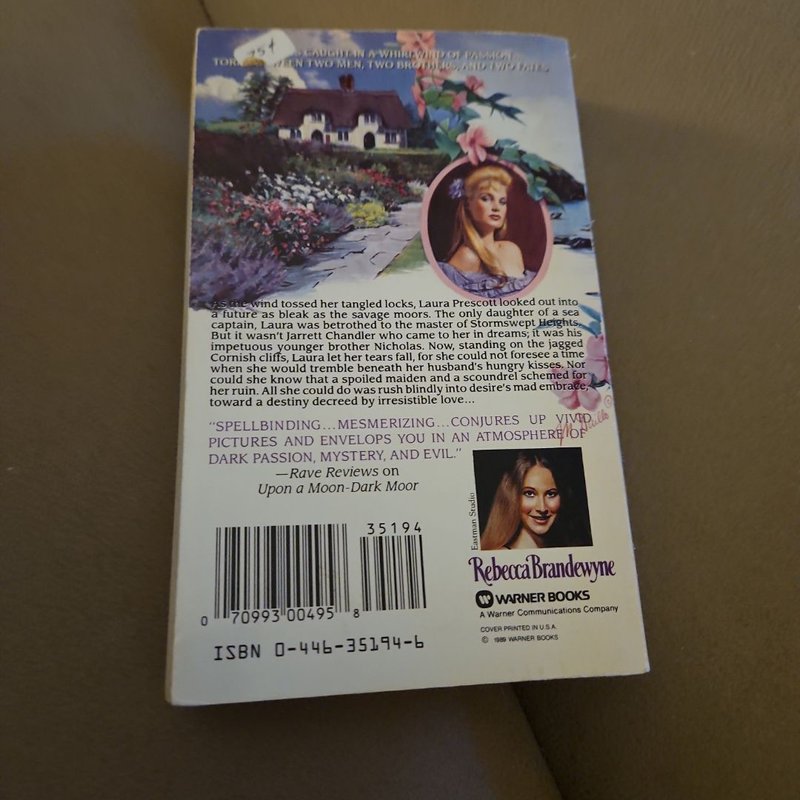 CAUGHT IN A WHIRLWIND OF PASSION
TWO MEN, TWO BROTHERS, AND TWO FATES
As the wind tossed her tangled locks, Laura Prescott looked out into
a future as bleak as the savage moors. The only daughter of a sea
captain, Laura was betrothed to the master of Stormswept Heights.
But it wasn't Jarrett Chandler who came to her in dreams; it was his
impetuous younger brother Nicholas. Now, standing on the jagged
Cornish cliffs, Laura let her tears fall, for she could not foresee a time
when she would tremble beneath her husband's hungry kisses. Nor
could she know that a spoiled maiden and a scoundrel schemed for
her ruin. All she could do was rush blindly into desire's mad embrace,
toward a destiny decreed by irresistible love...
"SPELLBINDING...MESMERIZING...CONJURES UP VIVID
PICTURES AND ENVELOPS YOU IN AN ATMOSPHERE OF
DARK PASSION, MYSTERY, AND EVIL."
—Rave Reviews on
Upon a Moon-Dark Moor
Eastman Studio
Rebecca Brandewyne
WARNER BOOKS
A Warner Communications Company
COVER PRINTED IN U.S.A.
© 1989 WARNER BOOKS
35194
0 70993 00495 8
ISBN 0-446-35194-6